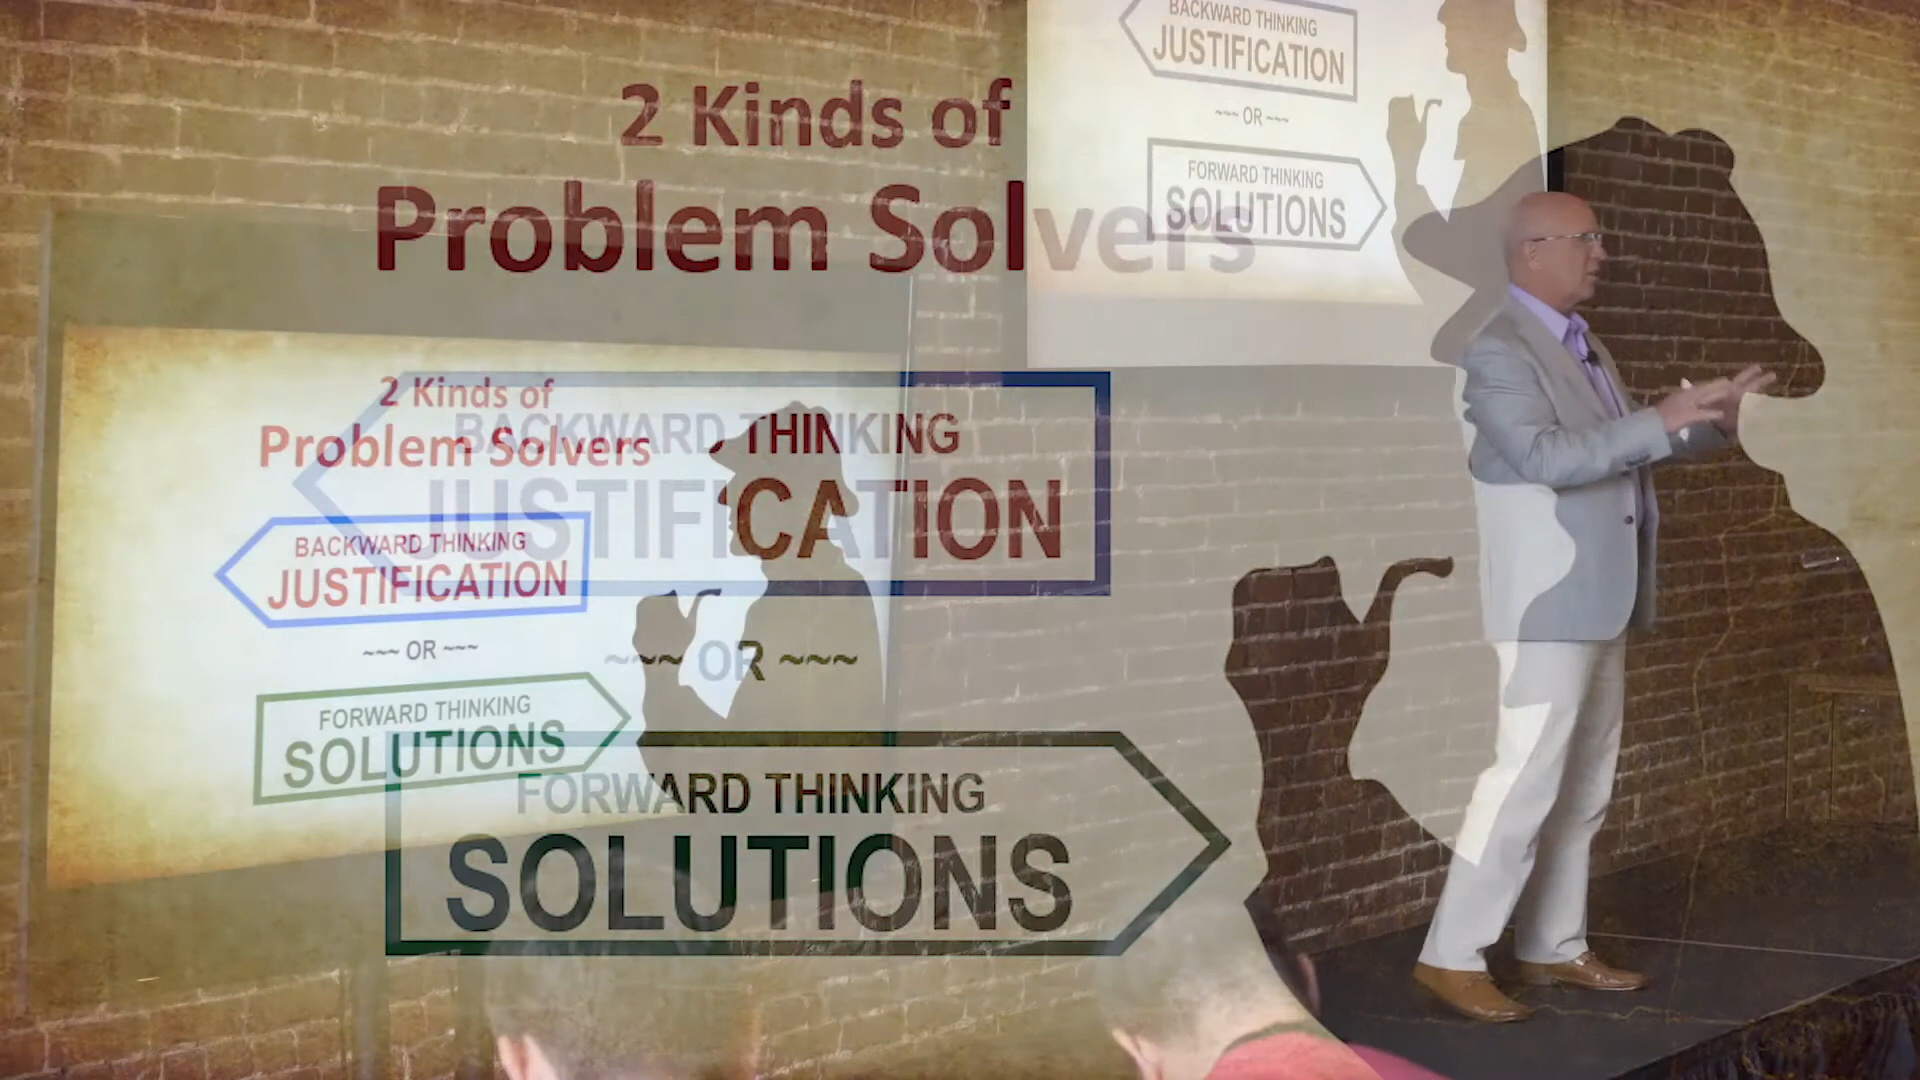 2 Kinds of
Problem Solvers
BACKWARD THINKING
JUSTIFICATION
~~~ OR ~~~
FORWARD THINKING
SOLUTIONS
BACKWARD THINKING
JUSTIFICATION
~~~ OR ~~~
FORWARD THINKING
SOLUTIONS
2 Kinds of
Problem Solvers
BACKWARD THINKING
JUSTIFICATION
~~~ OR ~~~
FORWARD THINKING
SOLUTIONS